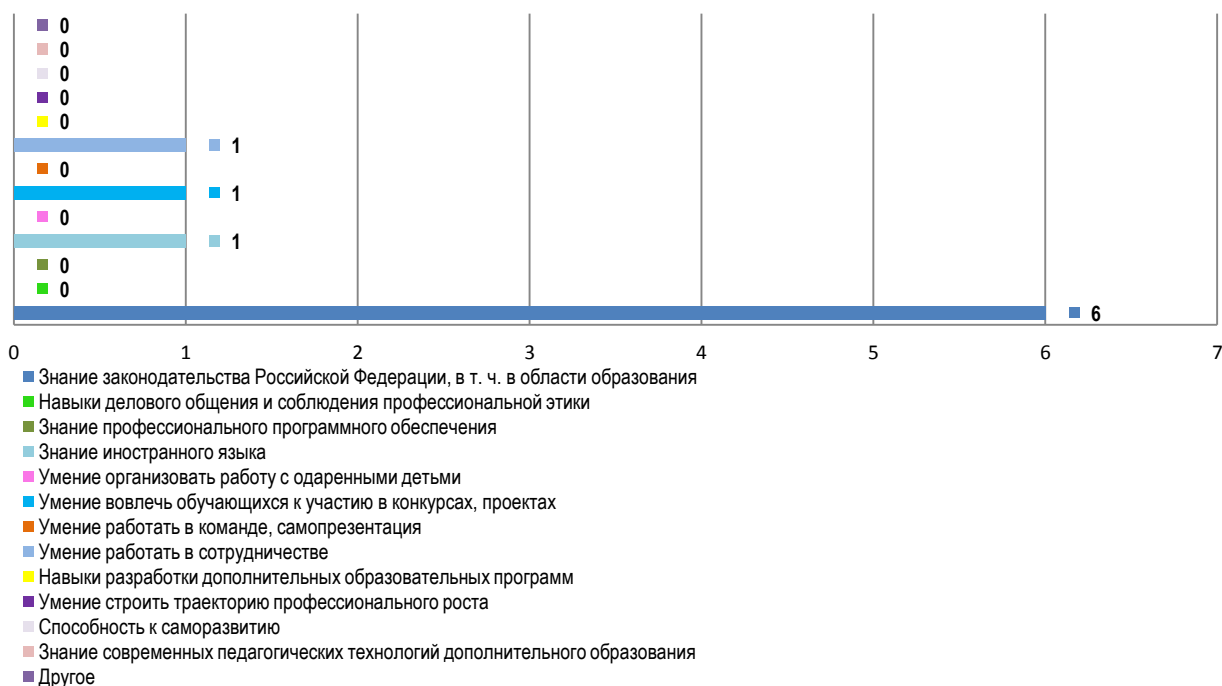 0
0
0
0
0
1
0
1
0
1
0
0
6
0 1 2 3 4 5 6 7
Знание законодательства Российской Федерации, в т. ч. в области образования
Навыки делового общения и соблюдения профессиональной этики
Знание профессионального программного обеспечения
Знание иностранного языка
Умение организовать работу с одаренными детьми
Умение вовлечь обучающихся к участию в конкурсах, проектах
Умение работать в команде, самопрезентация
Умение работать в сотрудничестве
Навыки разработки дополнительных образовательных программ
Умение строить траекторию профессионального роста
Способность к саморазвитию
Знание современных педагогических технологий дополнительного образования
Другое